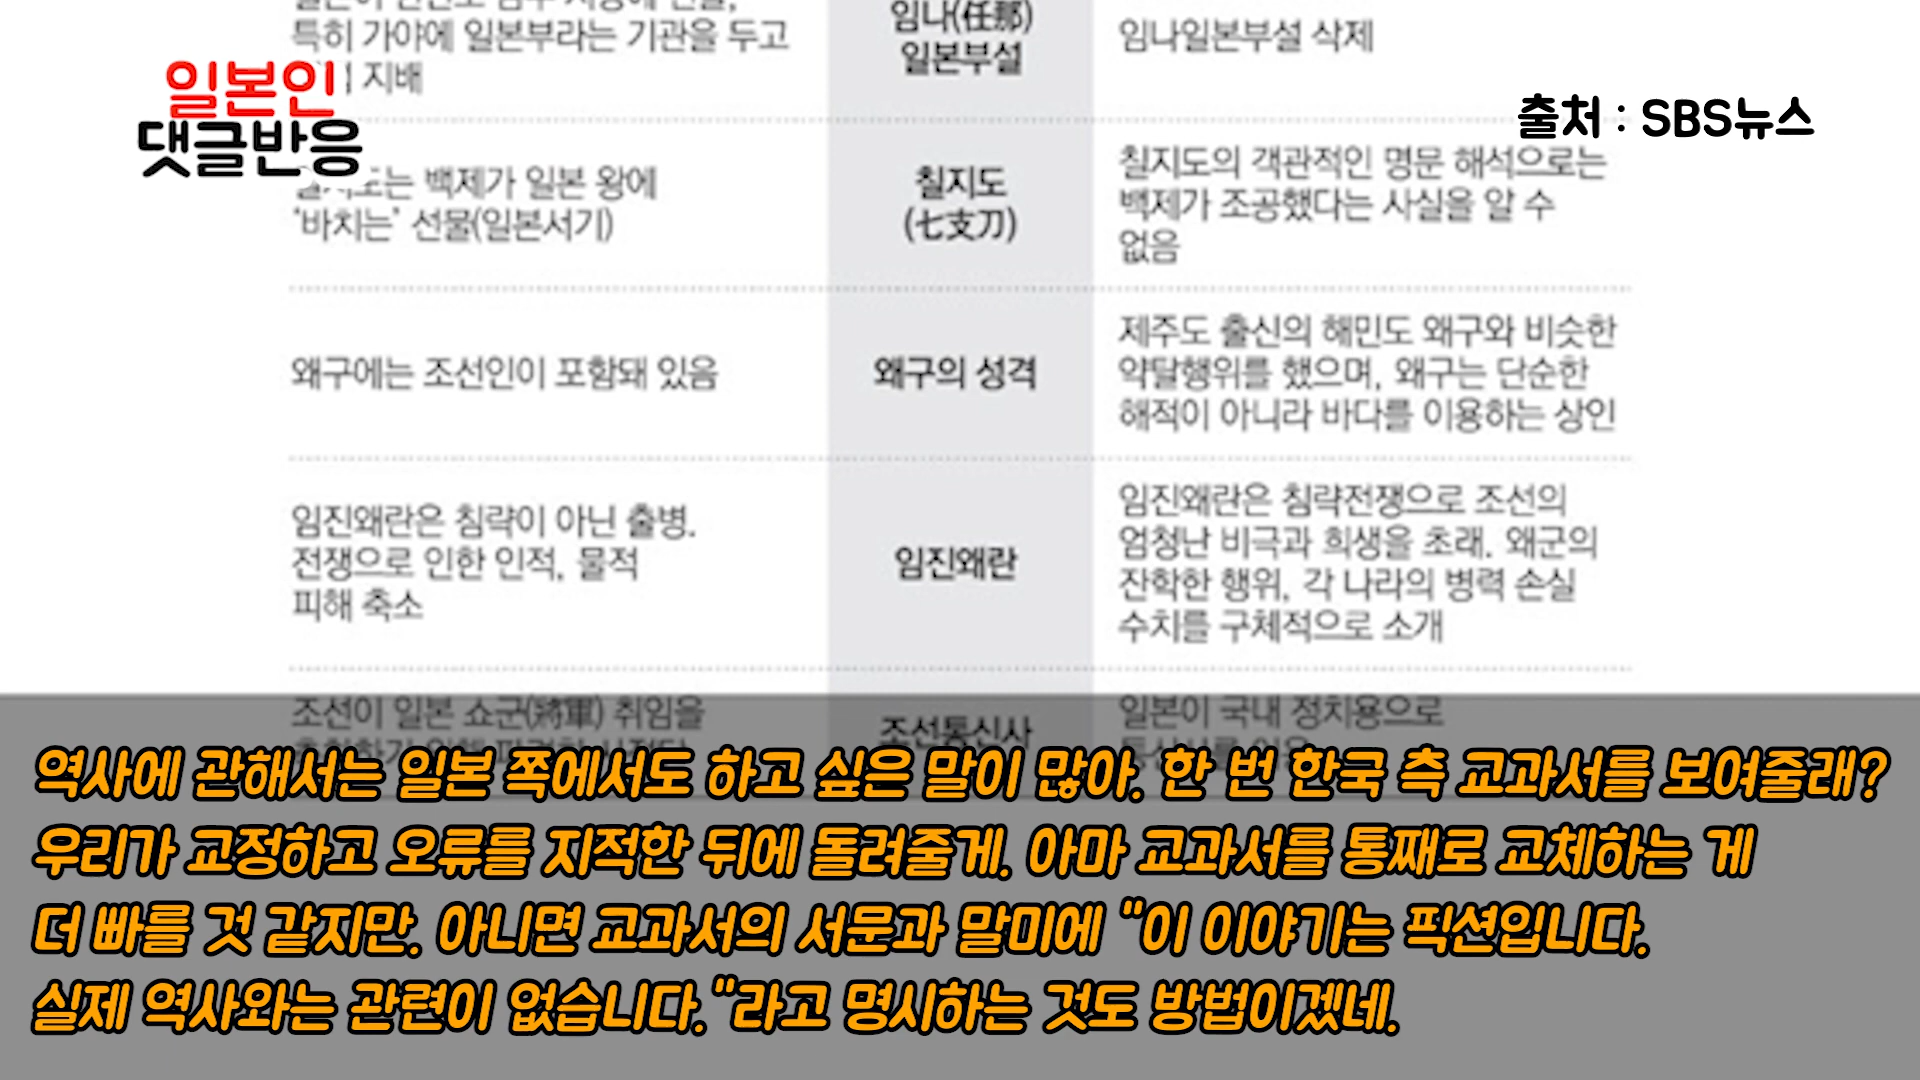 특히 가야에 일본부라는 기관을 두고
지배
임나(任那)
일본부설
임나일본부설 삭제
일본인
댓글반응
출처 : SBS뉴스
칠지도는 백제가 일본 왕에
'바치는' 선물(일본서기)
칠지도
(七支刀)
칠지도의 객관적인 명문 해석으로는
백제가 조공했다는 사실을 알 수
없음
왜구에는 조선인이 포함돼 있음
왜구의 성격
제주도 출신의 해민도 왜구와 비슷한
약탈행위를 했으며, 왜구는 단순한
해적이 아니라 바다를 이용하는 상인
임진왜란은 침략이 아닌 출병.
전쟁으로 인한 인적, 물적
피해 축소
임진왜란
임진왜란은 침략전쟁으로 조선의
엄청난 비극과 희생을 초래. 왜군의
잔학한 행위, 각 나라의 병력 손실
수치를 구체적으로 소개
조선이 일본 쇼군(將軍) 취임을
조선통신사
일본이 국내 정치용으로
역사에 관해서는 일본 쪽에서도 하고 싶은 말이 많아. 한 번 한국 측 교과서를 보여줄래?
우리가 교정하고 오류를 지적한 뒤에 돌려줄게. 아마 교과서를 통째로 교체하는 게
더 빠를 것 같지만. 아니면 교과서의 서문과 말미에 "이 이야기는 픽션입니다.
실제 역사와는 관련이 없습니다."라고 명시하는 것도 방법이겠네.